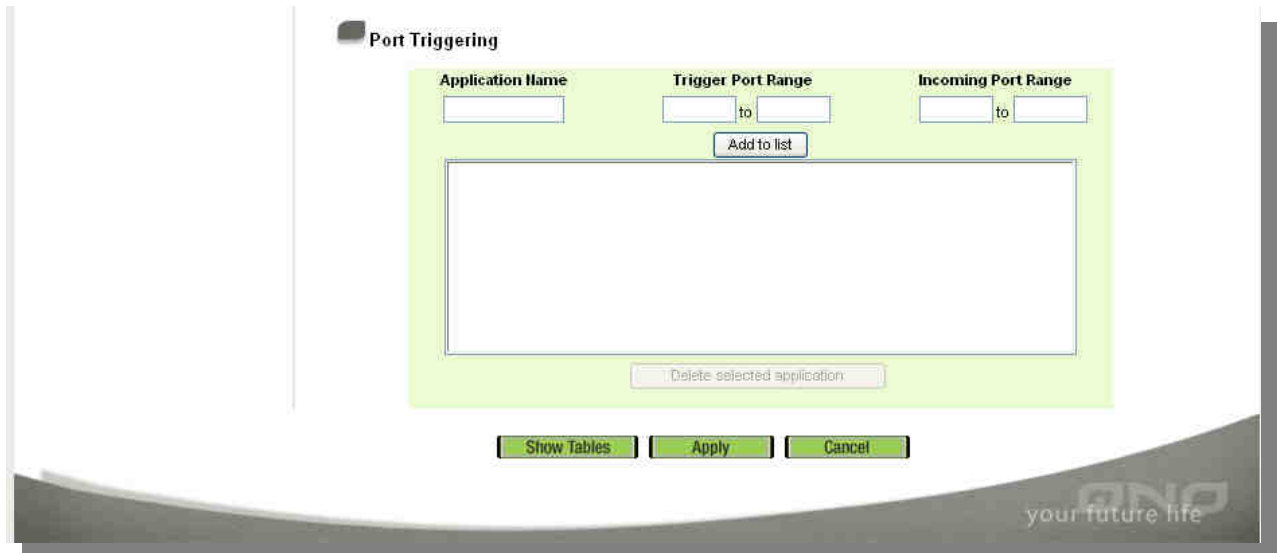 Port Triggering
Application Name Trigger Port Range Incoming Port Range
to to
Add to list
Delete selected application
Show Tables Apply Cancel
QNO
your future life